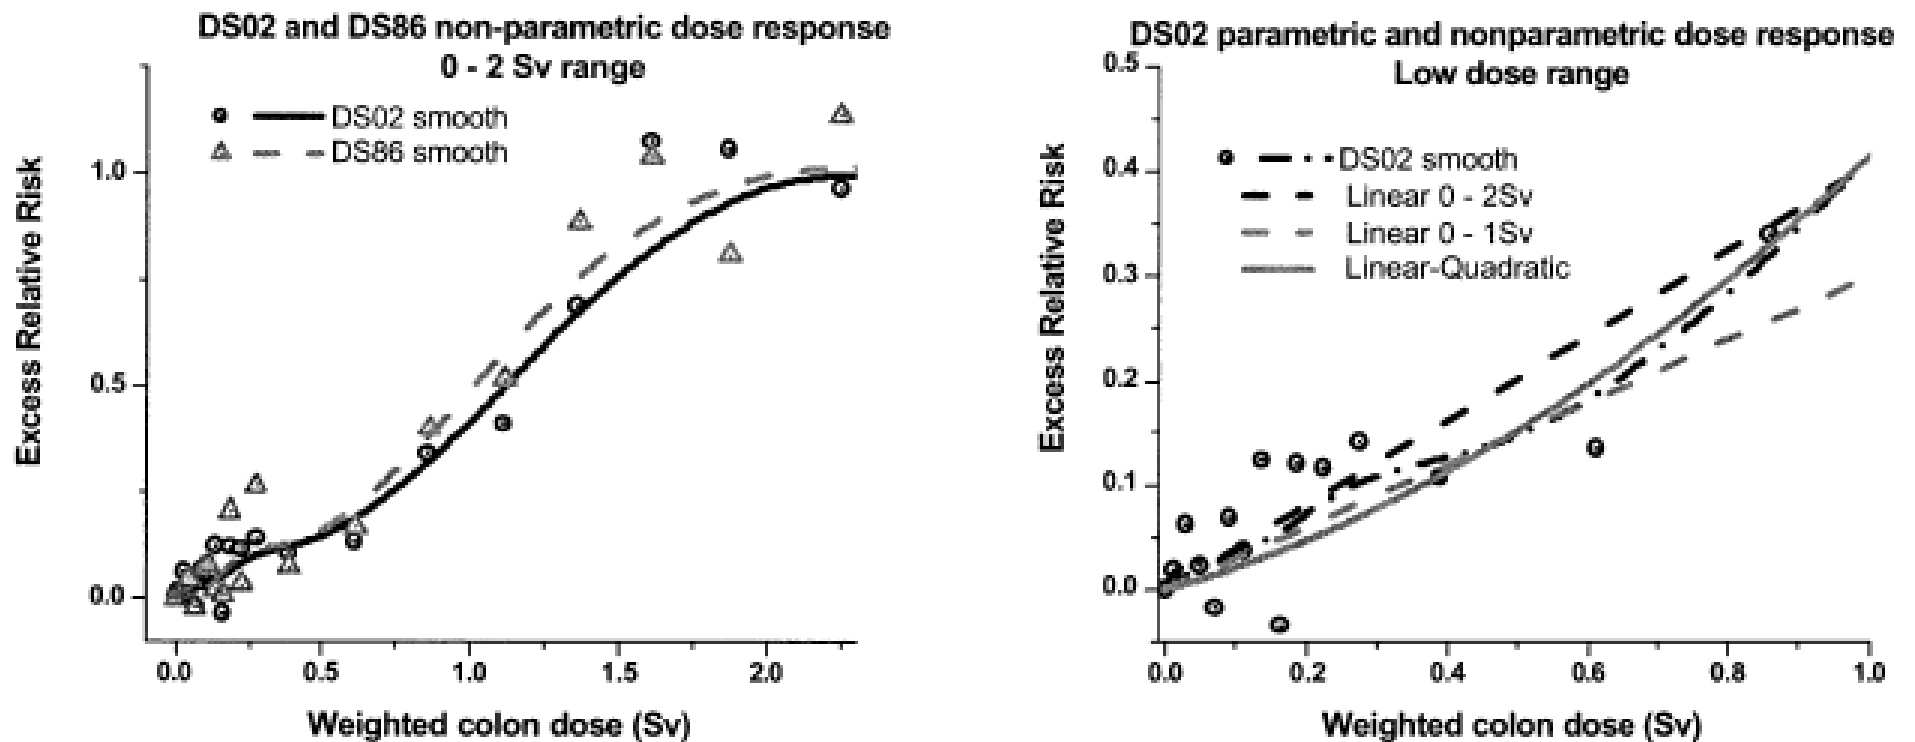 DS02 and DS86 non-parametric dose response
0 - 2 Sv range
DS02 smooth
DS86 smooth
Excess Relative Risk
1.0
0.5
0.0
0.0 0.5 1.0 1.5 2.0
Weighted colon dose (Sv)
DS02 parametric and nonparametric dose response
Low dose range
DS02 smooth
Linear 0 - 2Sv
Linear 0 - 1Sv
Linear-Quadratic
Excess Relative Risk
0.5
0.4
0.3
0.2
0.1
0.0
0.0 0.2 0.4 0.6 0.8 1.0
Weighted colon dose (Sv)